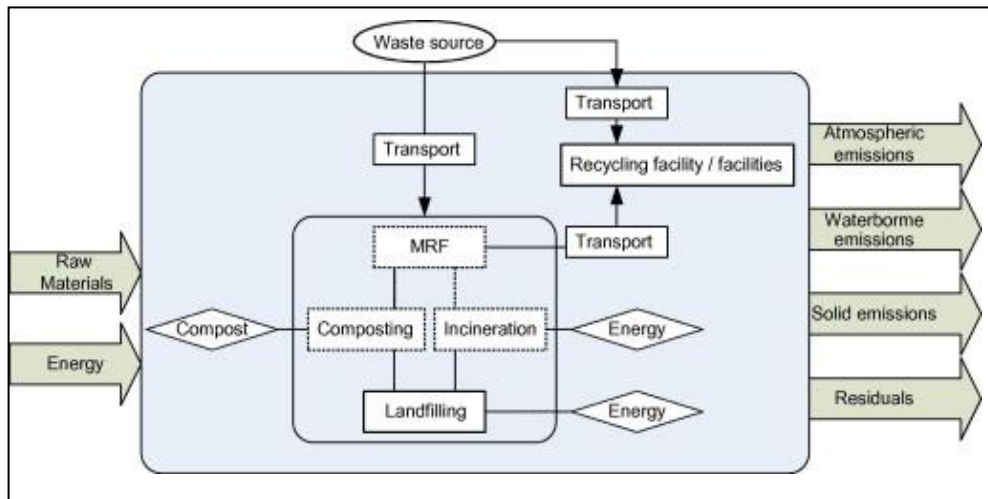 Waste source
Transport
Transport
Recycling facility / facilities
Transport
MRF
Composting
Incineration
Landfilling
Compost
Energy
Energy
Raw
Materials
Energy
Atmospheric
emissions
Waterborme
emissions
Solid emissions
Residuals